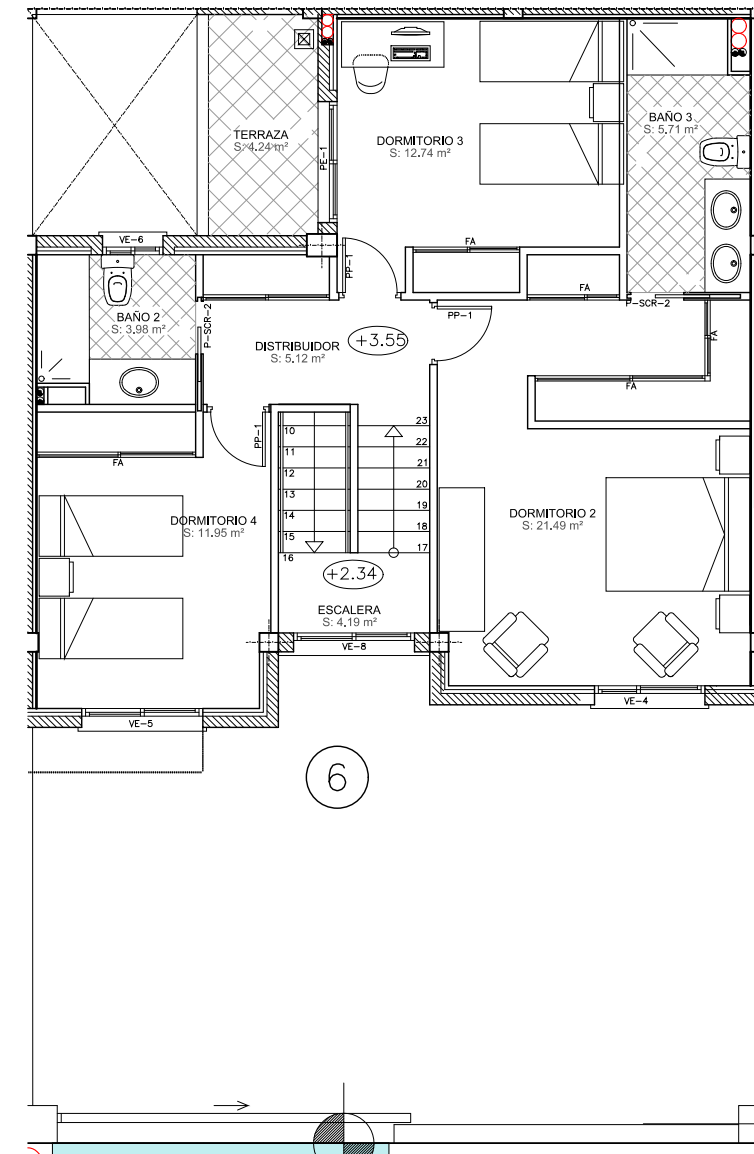 TERRAZA
S: 4.24 m²
PE-1
DORMITORIO 3
S: 12.74 m²
BAÑO 3
S: 5.71 m²
VE-6
PP-1
FA
FA
BAÑO 2
S: 3,98 m²
P-SCR-2
DISTRIBUIDOR
S: 5.12 m²
+3.55
PP-1
P-SCR-2
FA
FA
PP-1
FA
10
11
12
13
14
15
16
23
22
21
20
19
18
17
DORMITORIO 4
S: 11.95 m²
DORMITORIO 2
S: 21.49 m²
+2.34
ESCALERA
S: 4.19 m²
VE-8
VE-5
VE-4
6